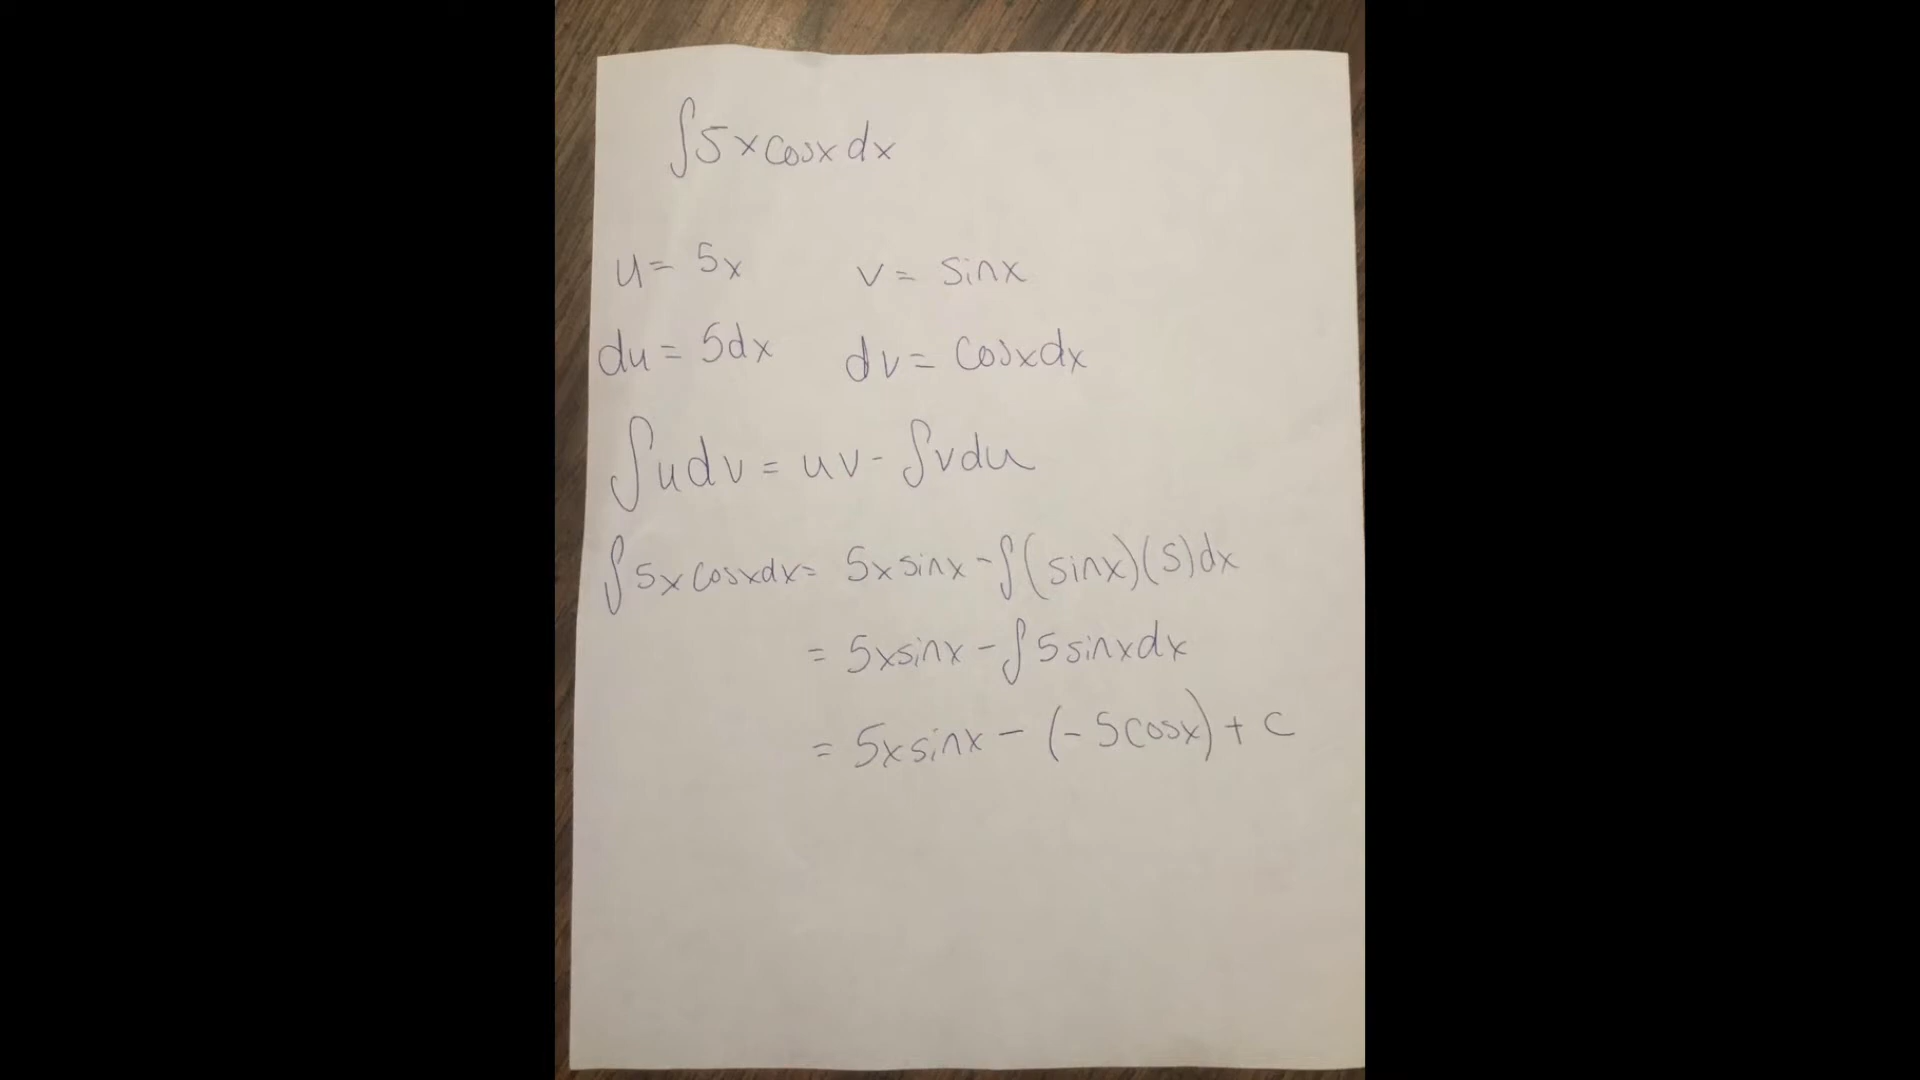 ∫5x cosx dx
u = 5x v = sinx
du = 5dx dv = cosxdx
∫udv = uv - ∫vdu
∫5x cosxdx = 5x sinx - ∫(sinx)(5)dx
= 5xsinx - ∫5sinxdx
= 5xsinx - (-5cosx) + C